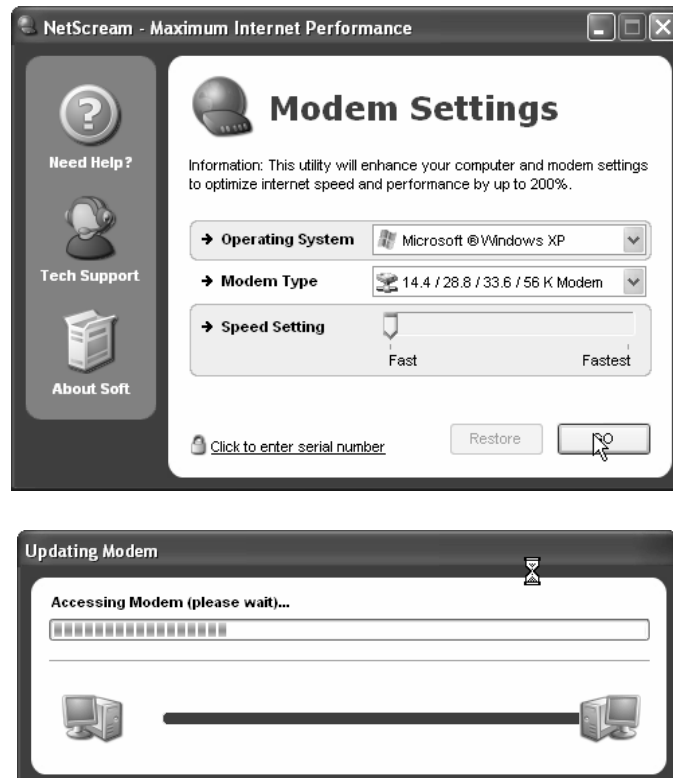 NetScream - Maximum Internet Performance
Need Help?
Tech Support
About Soft
Modem Settings
Information: This utility will enhance your computer and modem settings
to optimize internet speed and performance by up to 200%.
→ Operating System
Microsoft ® Windows XP
→ Modem Type
14.4 / 28.8 / 33.6 / 56 K Modem
→ Speed Setting
Fast
Fastest
Click to enter serial number
Restore
GO
Updating Modem
Accessing Modem (please wait)...